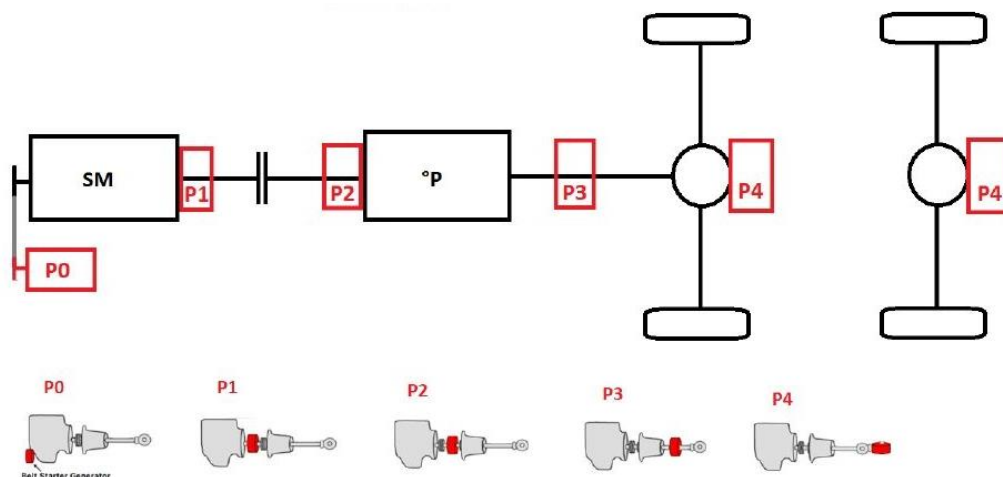 SM
P1
P2
°P
P3
P4
P4
P0
P0
P1
P2
P3
P4
Belt Starter Generator